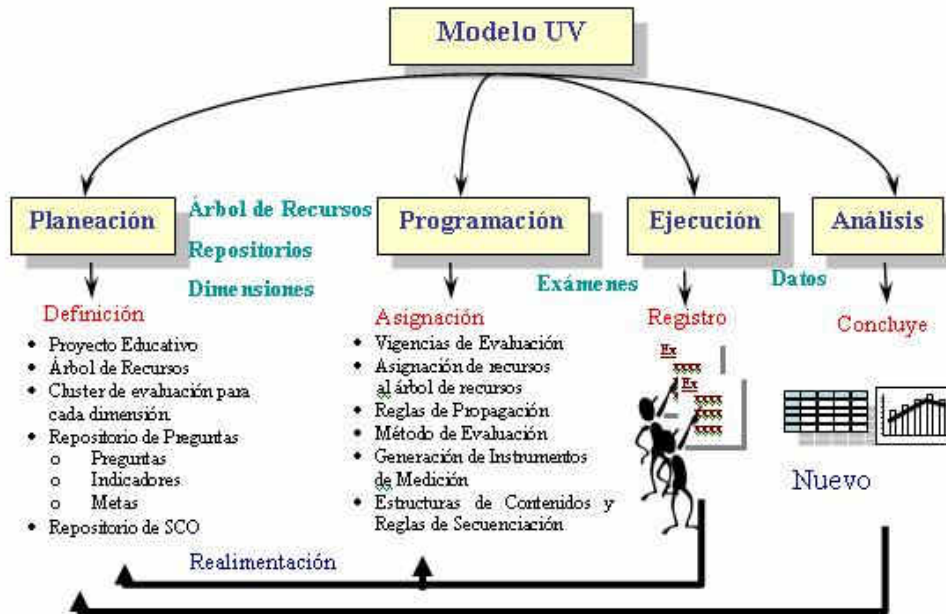 Modelo UV
Planeación
Árbol de Recursos
Repositorios
Dimensiones
Programación
Exámenes
Ejecución
Datos
Análisis
Definición
• Proyecto Educativo
• Árbol de Recursos
• Cluster de evaluación para
cada dimensión
• Repositorio de Preguntas
o Preguntas
o Indicadores
o Metas
• Repositorio de SCO
Asignación
• Vigencias de Evaluación
• Asignación de recursos
al árbol de recursos
• Reglas de Propagación
• Método de Evaluación
• Generación de Instrumentos
de Medición
• Estructuras de Contenidos y
Reglas de Secuenciación
Registro
Ex
Ex
Concluye
Nuevo
Realimentación